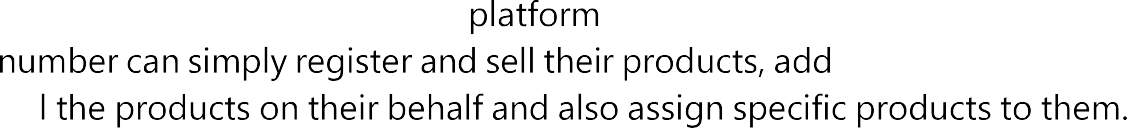 platform
number can simply register and sell their products, add
l the products on their behalf and also assign specific products to them.